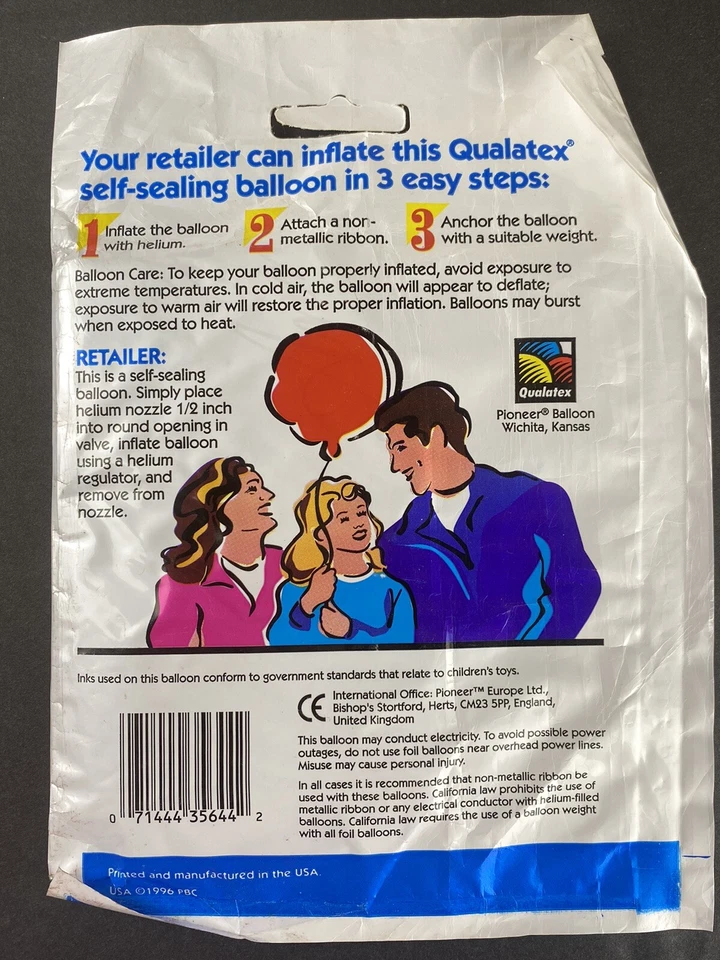 Your retailer can inflate this Qualatex®
self-sealing balloon in 3 easy steps:
1 Inflate the balloon
with helium.
2 Attach a non-
metallic ribbon.
3 Anchor the balloon
with a suitable weight.
Balloon Care: To keep your balloon properly inflated, avoid exposure to
extreme temperatures. In cold air, the balloon will appear to deflate;
exposure to warm air will restore the proper inflation. Balloons may burst
when exposed to heat.
RETAILER:
This is a self-sealing
balloon. Simply place
helium nozzle 1/2 inch
into round opening in
valve, inflate balloon
using a helium
regulator, and
remove from
nozzle.
Qualatex
Pioneer® Balloon
Wichita, Kansas
Inks used on this balloon conform to government standards that relate to children's toys.
CE International Office: Pioneer™ Europe Ltd.,
Bishop's Stortford, Herts, CM23 5PP, England,
United Kingdom
This balloon may conduct electricity. To avoid possible power
outages, do not use foil balloons near overhead power lines.
Misuse may cause personal injury.
In all cases it is recommended that non-metallic ribbon be
used with these balloons. California law prohibits the use of
metallic ribbon or any electrical conductor with helium-filled
balloons. California law requires the use of a balloon weight
with all foil balloons.
0 71444 35644 2
Printed and manufactured in the USA.
USA ©1996 PBC